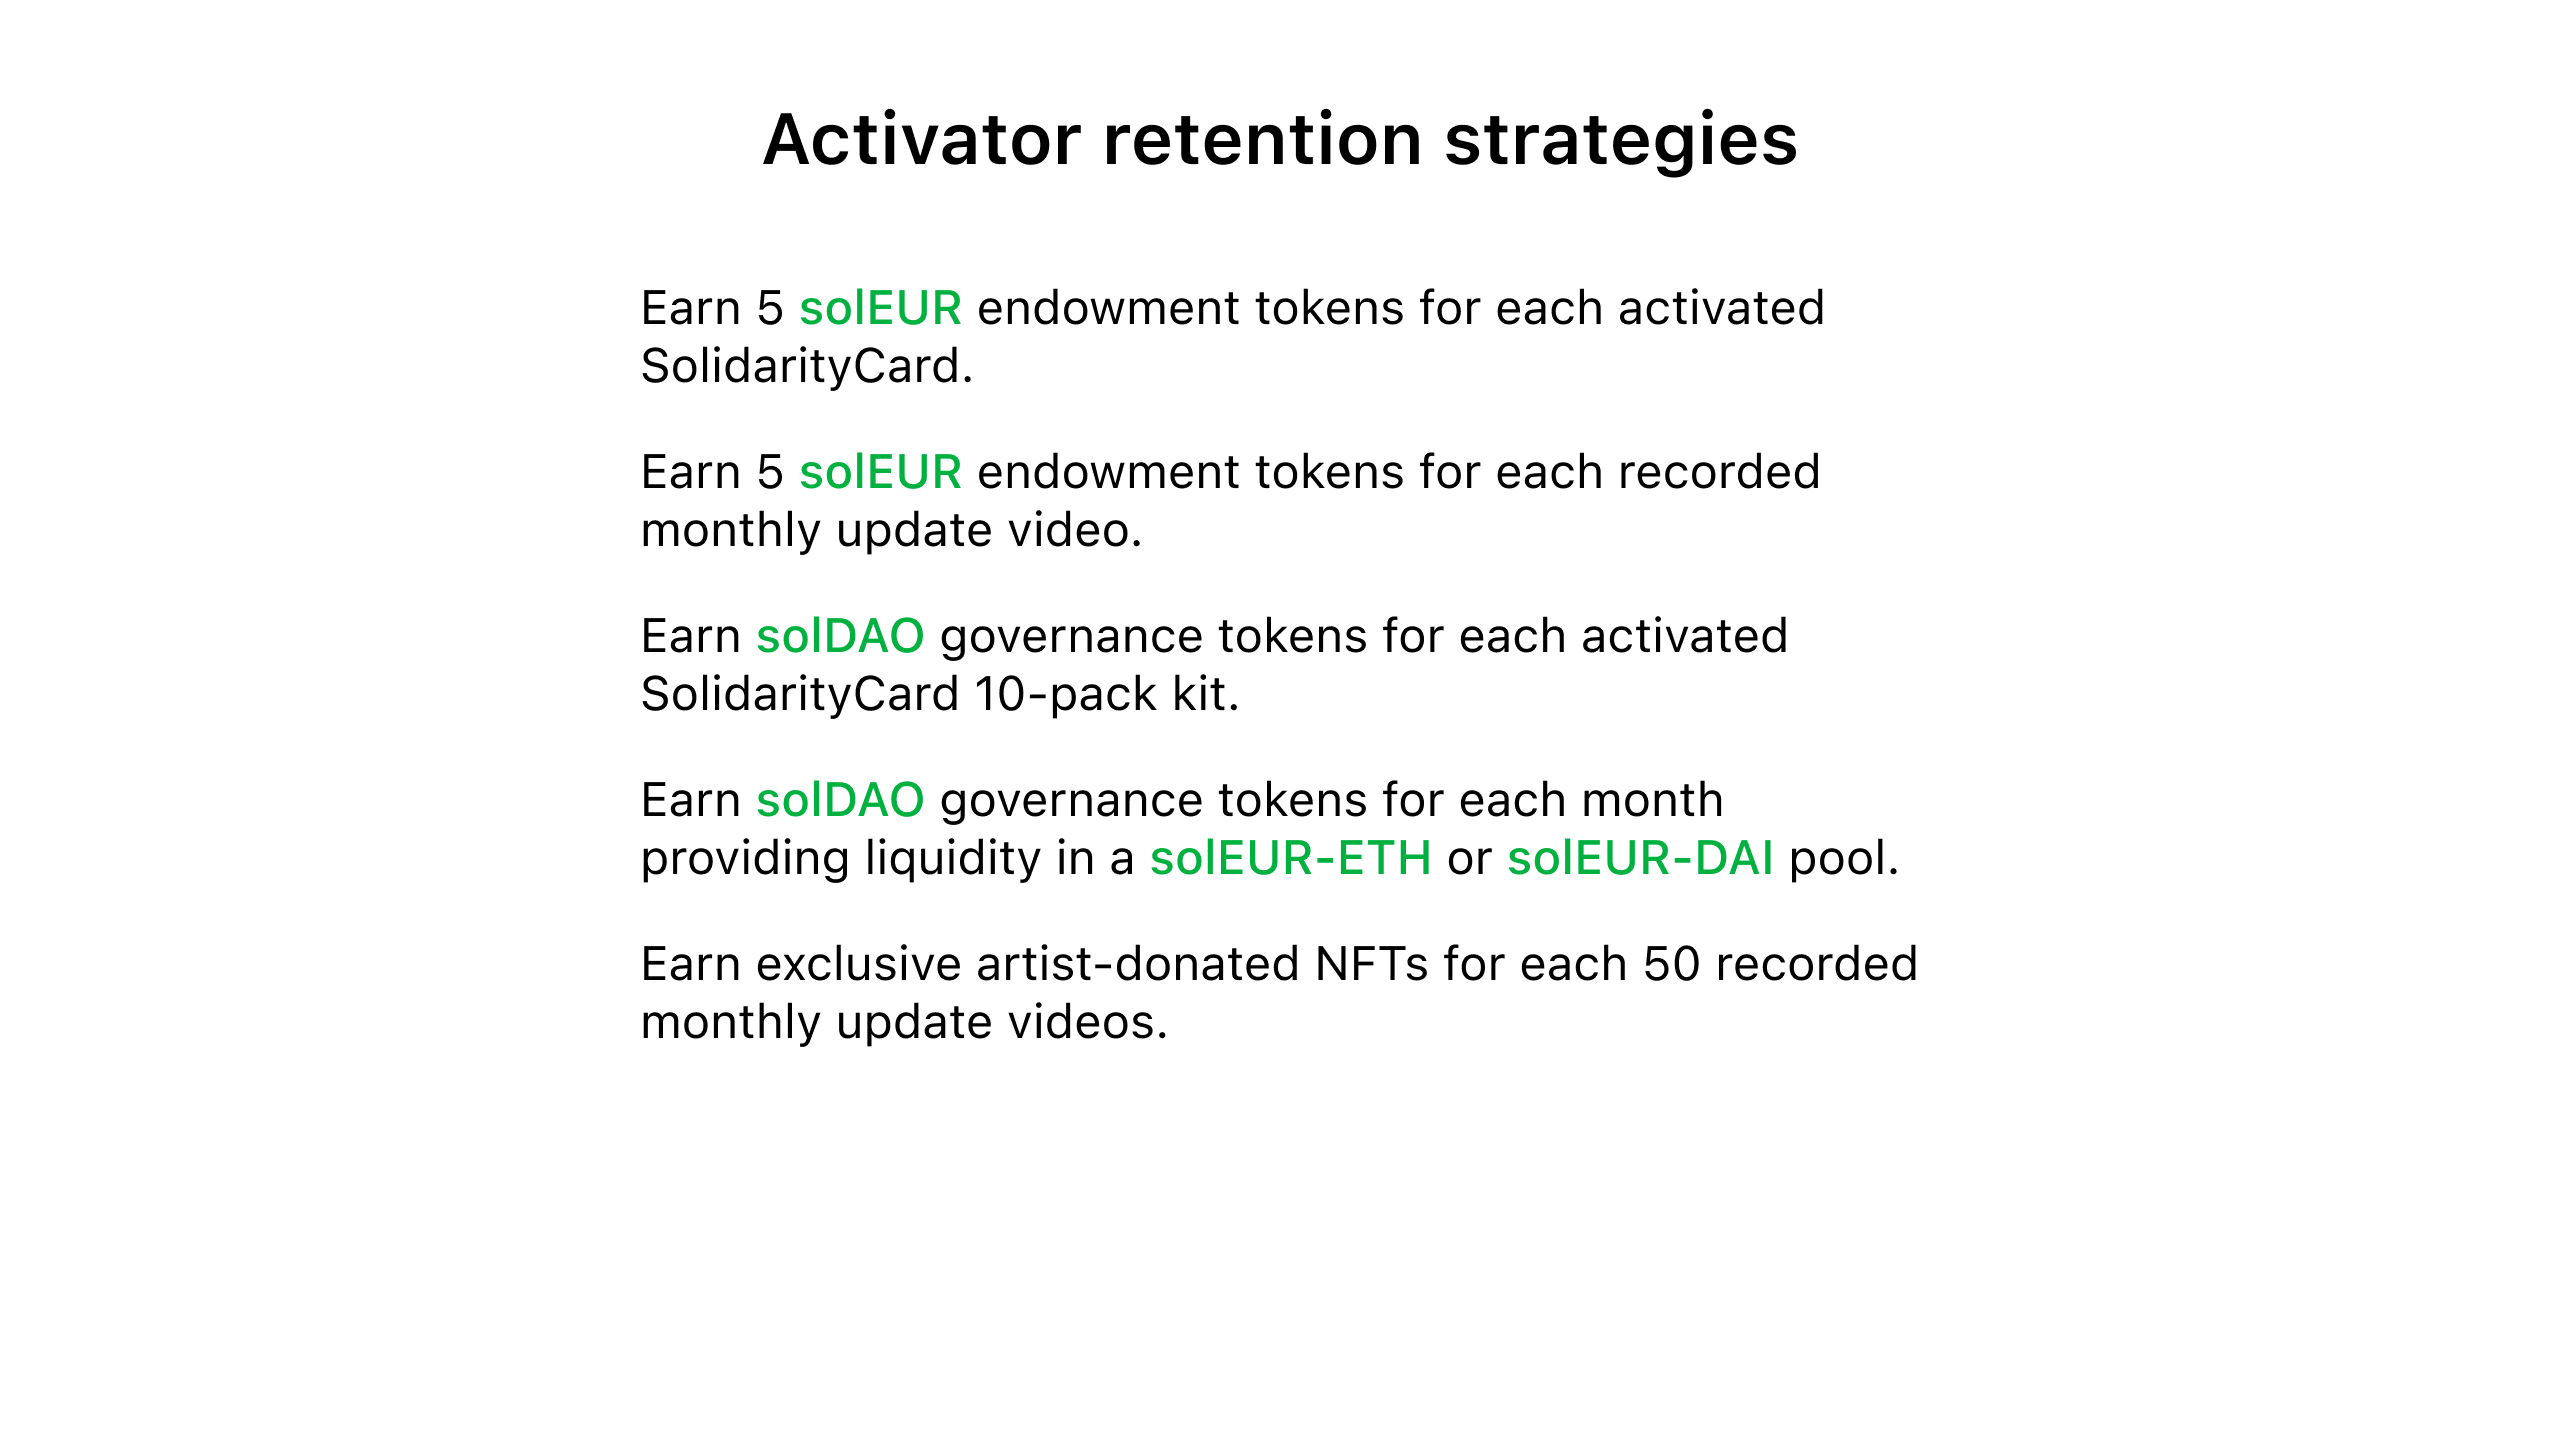 Activator retention strategies
Earn 5 solEUR endowment tokens for each activated
SolidarityCard.
Earn 5 solEUR endowment tokens for each recorded
monthly update video.
Earn solDAO governance tokens for each activated
SolidarityCard 10-pack kit.
Earn solDAO governance tokens for each month
providing liquidity in a solEUR-ETH or solEUR-DAI pool.
Earn exclusive artist-donated NFTs for each 50 recorded
monthly update videos.